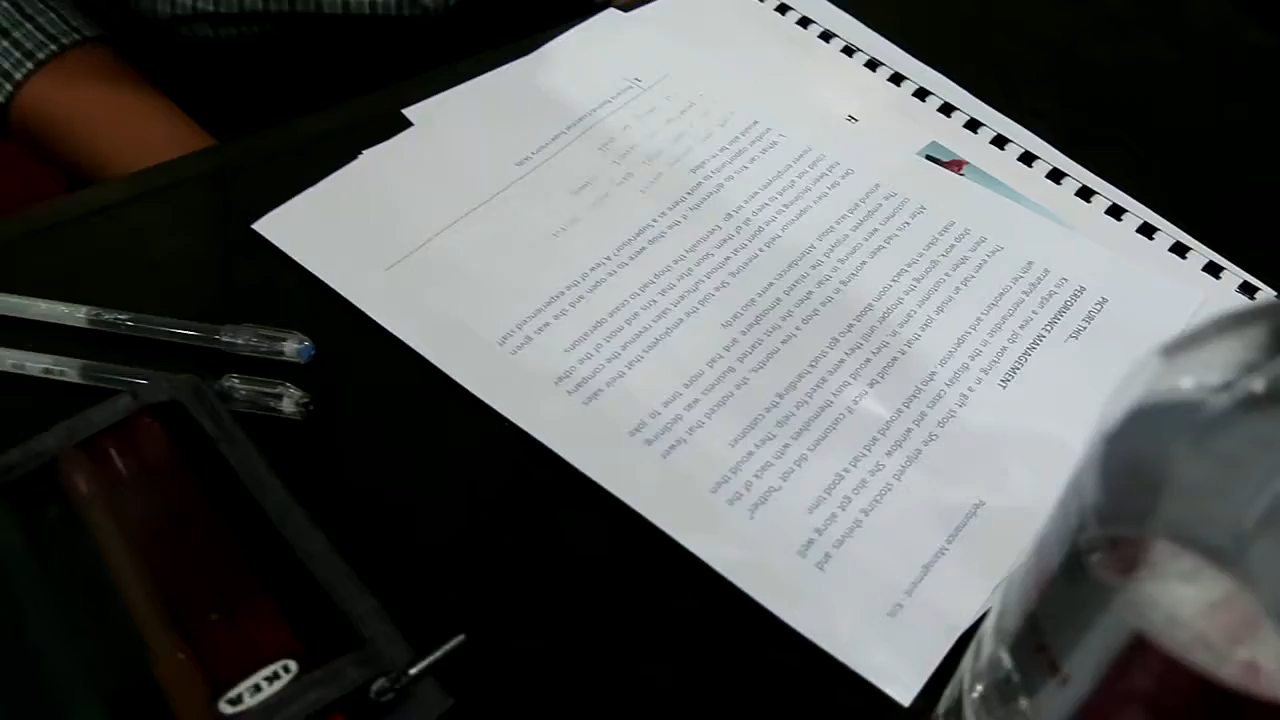 Performance Management -
PICTURE THIS...
PERFORMANCE MANAGEMENT
Kris began a new job working in a gift shop. She enjoyed stocking shelves and
arranging merchandise in the display cases and window. She also got along well
with her coworkers and supervisor who joked around and had a good time.
They even had an inside joke that it would be nice if customers did not "bother"
them. When a customer came in, they would busy themselves with back of the
shop work, ignoring the shopper until they were asked for help. They would then
make jokes in the back room about who got stuck handling the customer.
After Kris had been working in the shop a few months, she noticed that fewer
customers were coming in than when she first started. Business was declining.
The employees enjoyed the relaxed atmosphere and had more time to joke
around and about. Attendances were also tardy.
One day they supervisor held a meeting. She told the employees that their sales
had been declining to the point that without sufficient sales revenue the company
could not afford to keep all of them. Soon after that, Kris and most of the other
newer employees were let go. Eventually the shop had to cease operations.
1. What can Kris do differently, if the shop were to re-open and she was given
another opportunity to work there as a Supervisor? A few of the experienced staff
would also be re-called.
Essential Supervisory Skills
IKEA